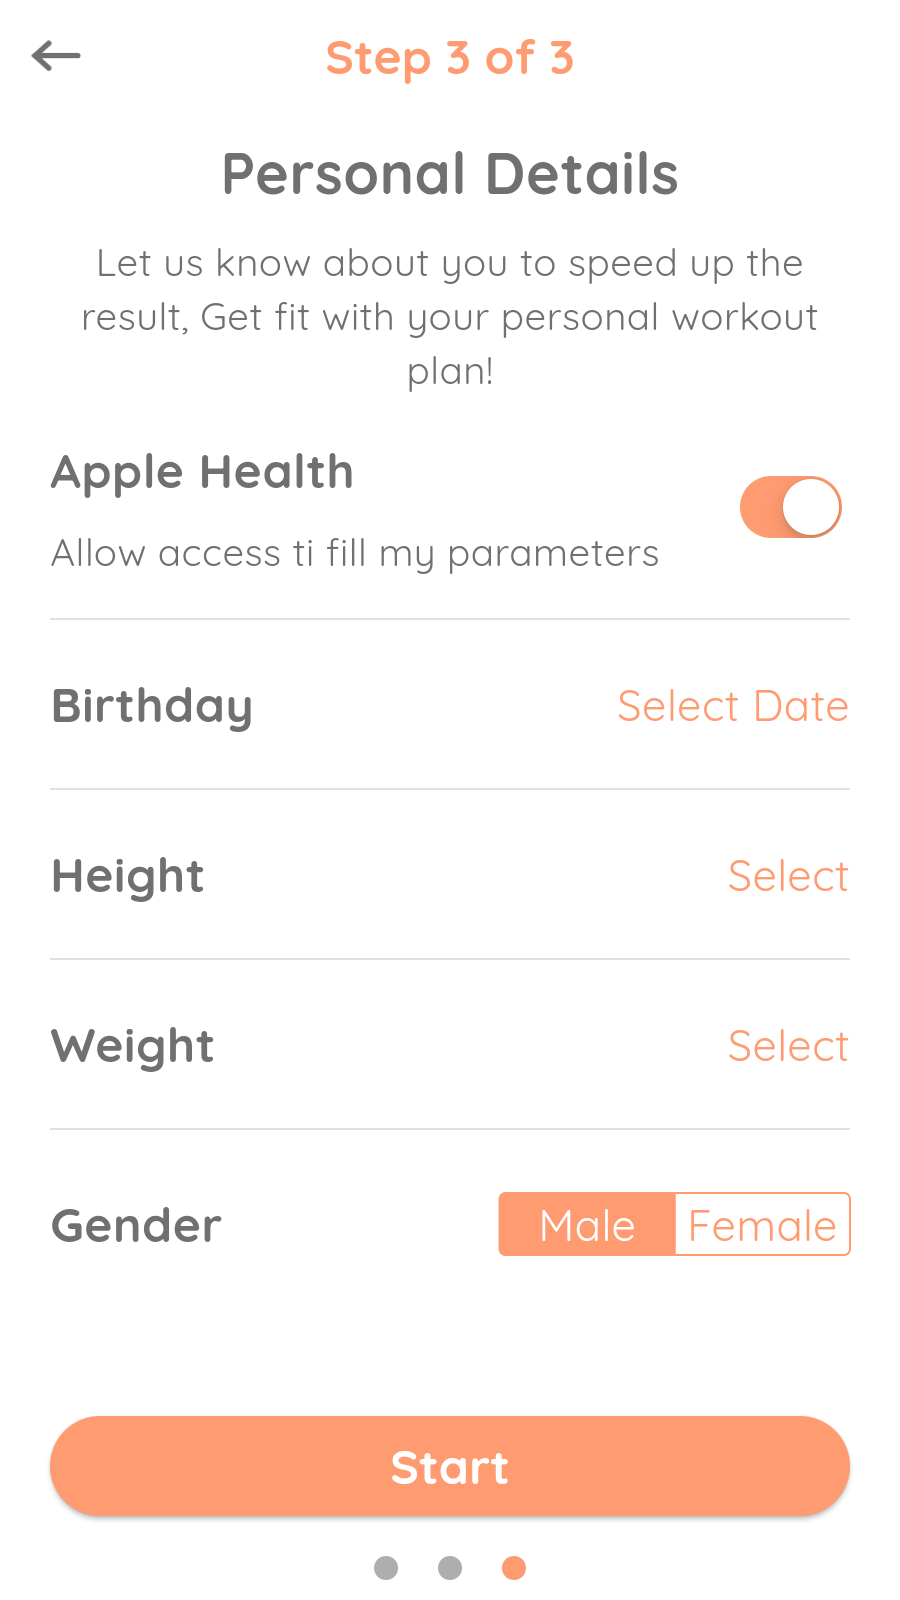 Step 3 of 3
Personal Details
Let us know about you to speed up the
result, Get fit with your personal workout
plan!
Apple Health
Allow access ti fill my parameters
Birthday
Select Date
Height
Select
Weight
Select
Gender
Male
Female
Start